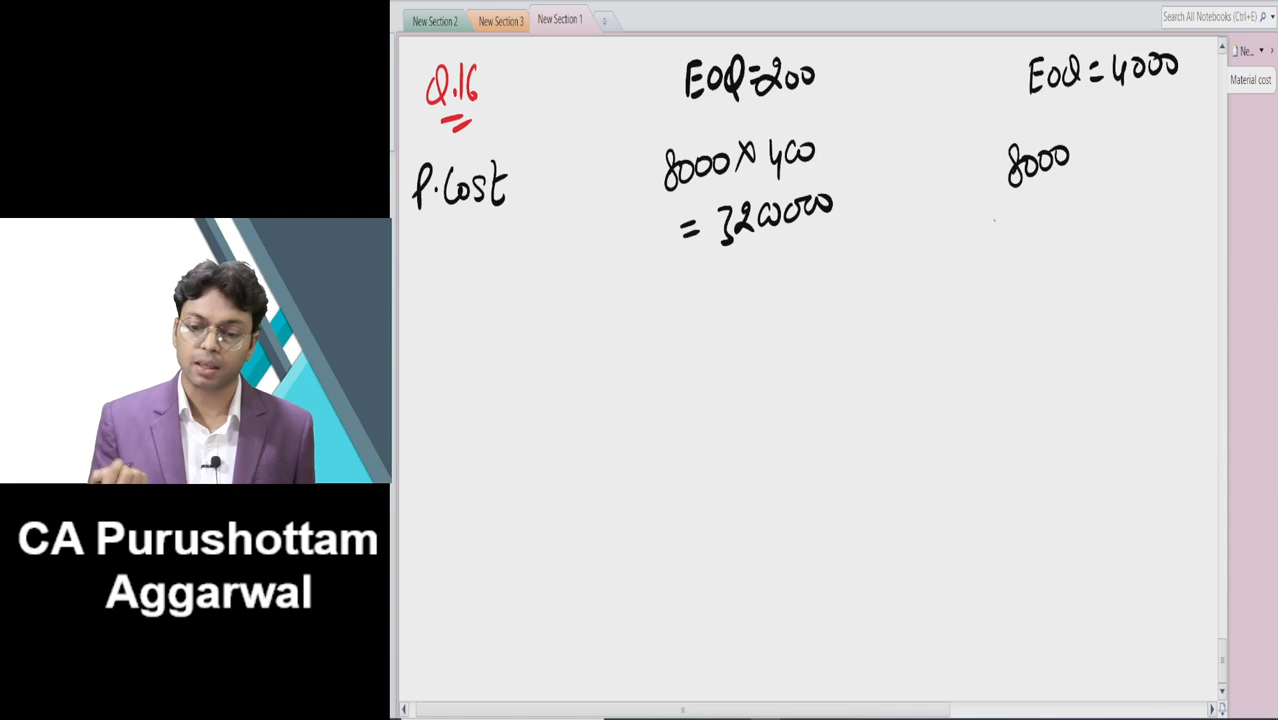 New Section 2
New Section 3
New Section 1
Search All Notebooks (Ctrl+E)
Ne...
Material cost
Q.16
EOQ=200
EOQ = 4000
P.Cost
8000 × 400
8000
= 3200000
CA Purushottam
Aggarwal